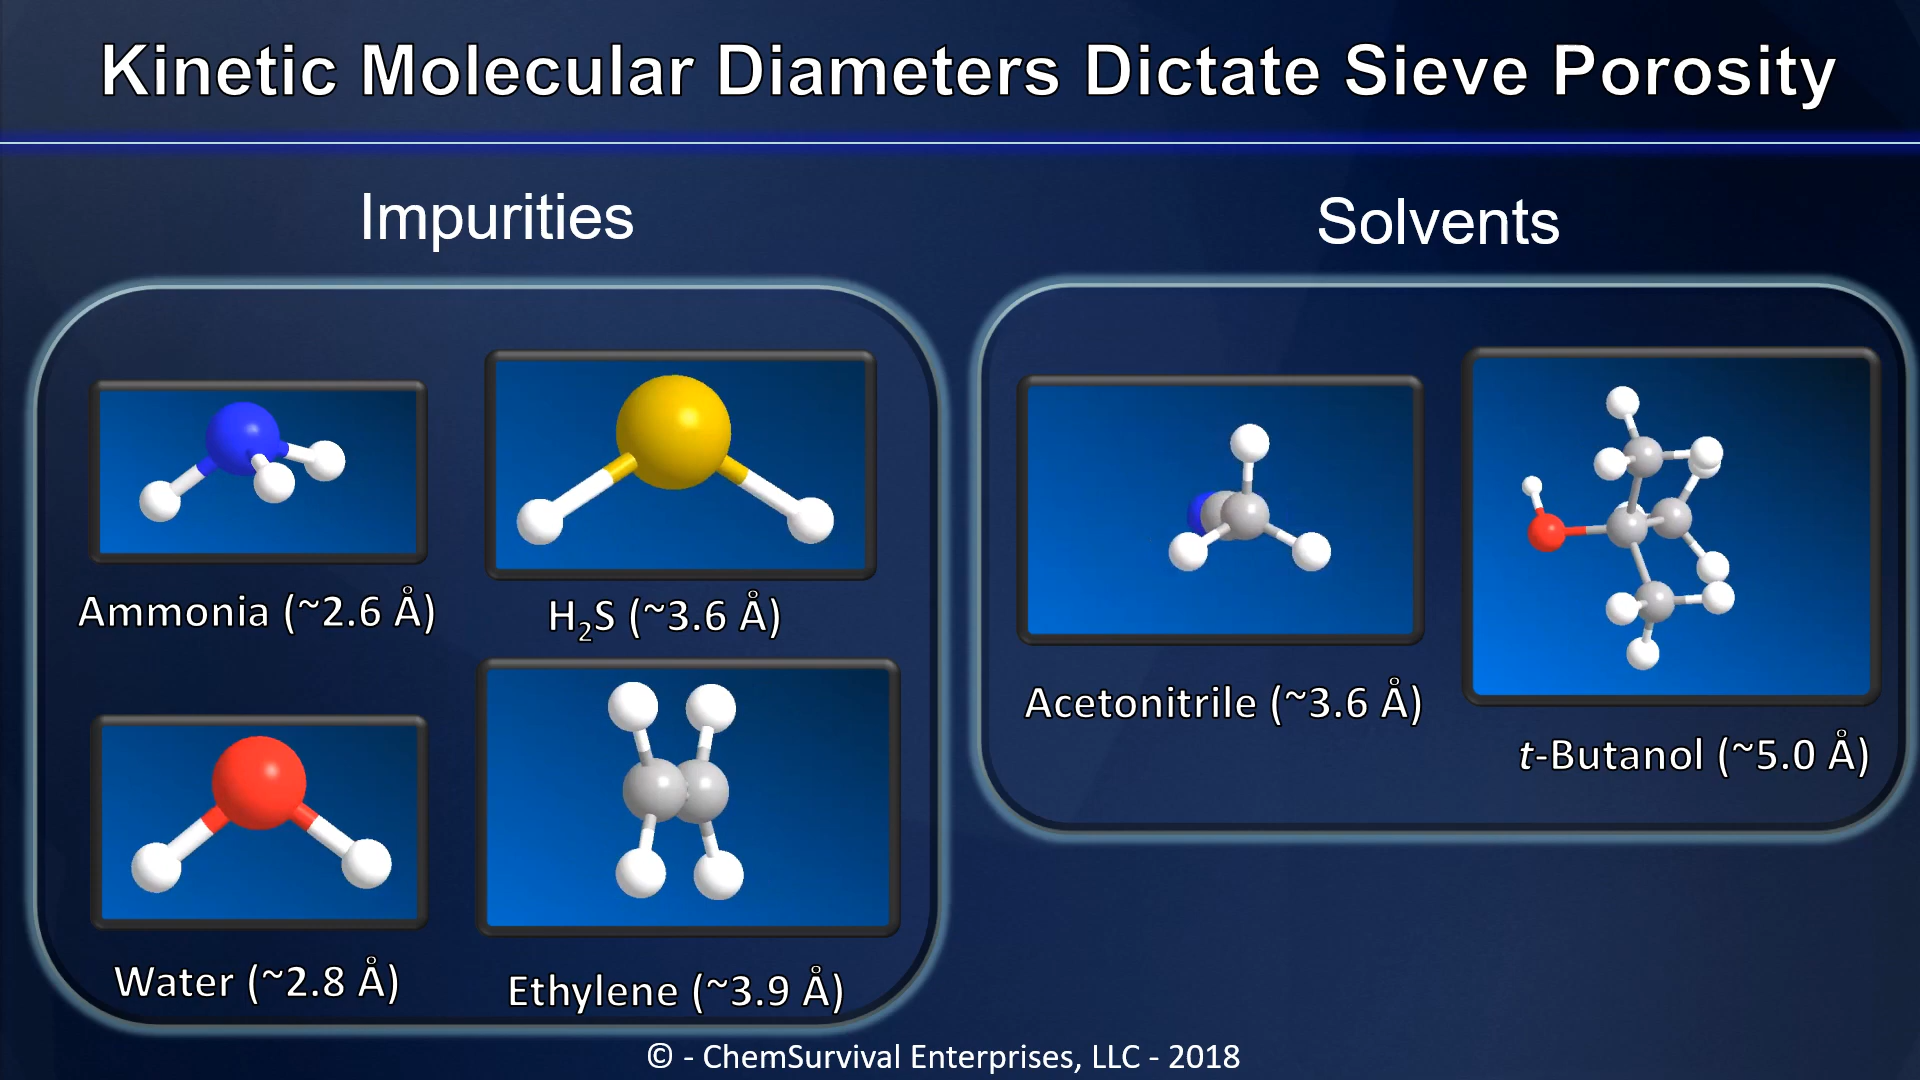 Kinetic Molecular Diameters Dictate Sieve Porosity
Impurities
Ammonia (~2.6 Å)
H₂S (~3.6 Å)
Water (~2.8 Å)
Ethylene (~3.9 Å)
Solvents
Acetonitrile (~3.6 Å)
t-Butanol (~5.0 Å)
© - ChemSurvival Enterprises, LLC - 2018